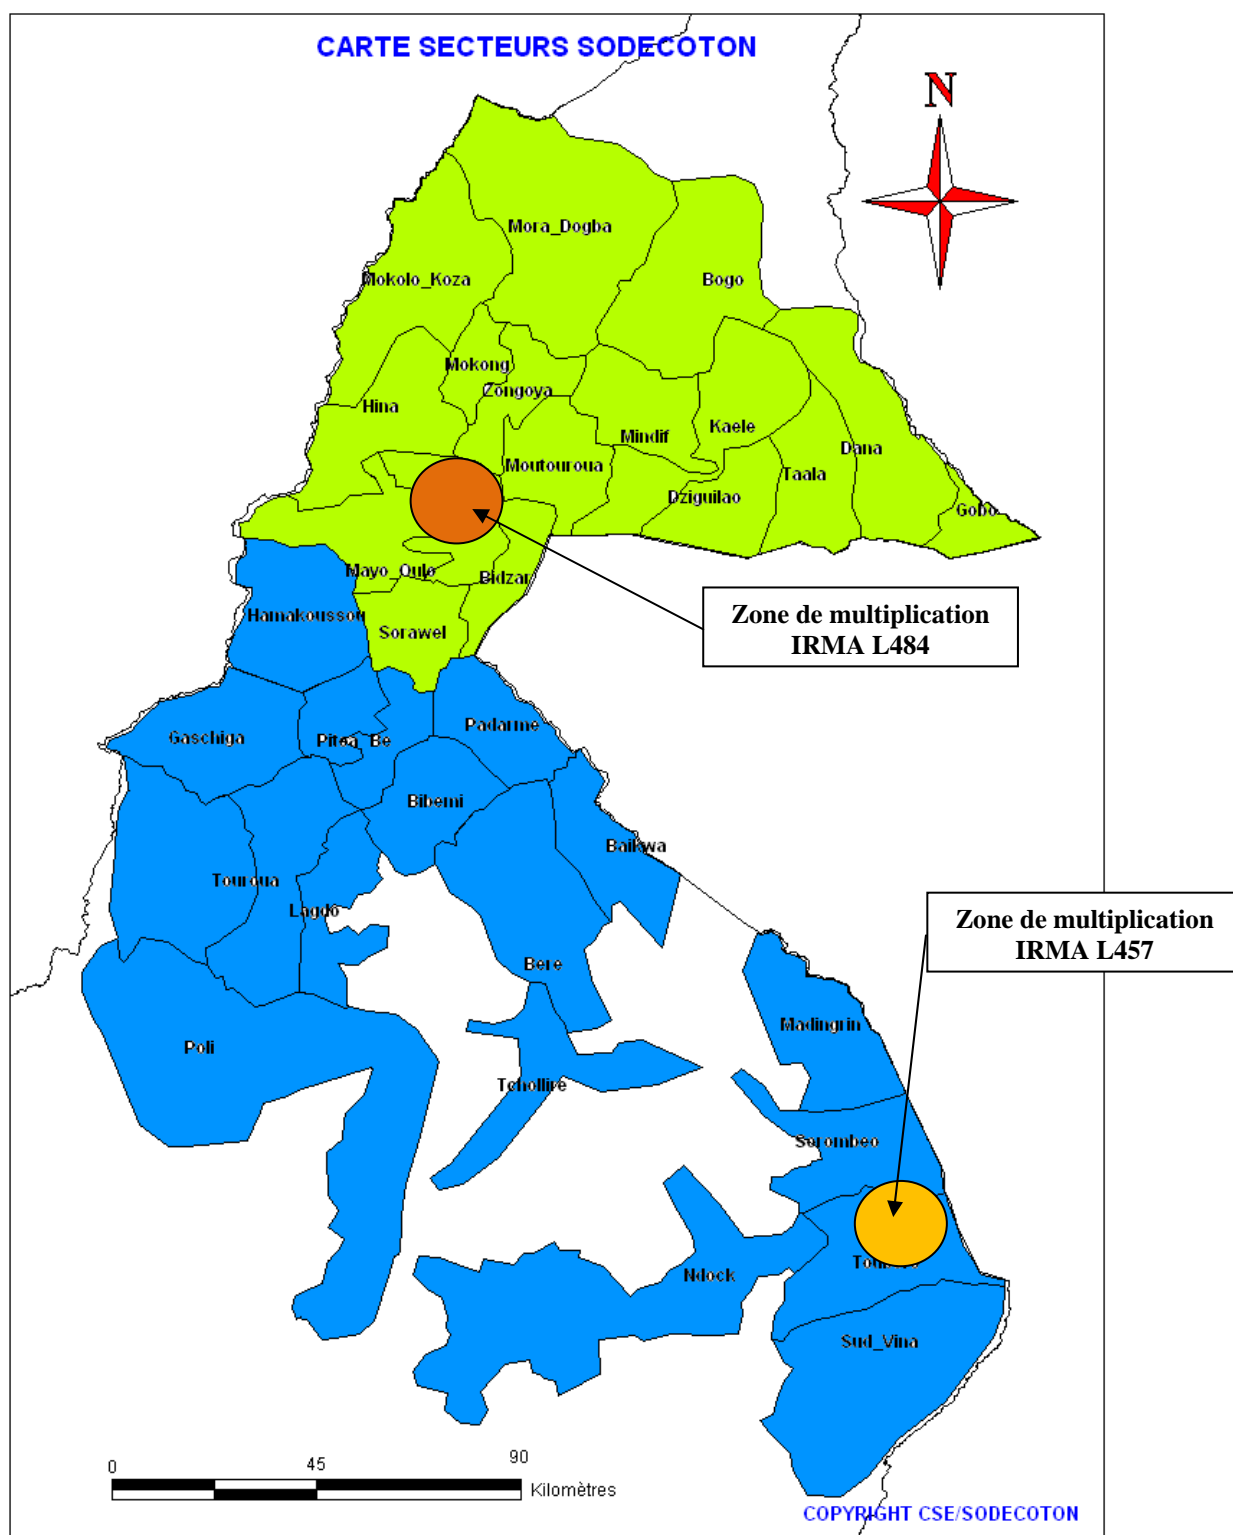 CARTE SECTEURS SODECOTON
N
Mora_Dogba
Mokolo_Koza
Bogo
Mokong
Zongoya
Hina
Mindif
Kaele
Dana
Moutouroua
Taala
Dziguilao
Gobo
Mayo_Oulo
Bidzar
Hamakoussou
Sorawel
Zone de multiplication
IRMA L484
Gaschiga
Pitoa_Be
Padarme
Bibemi
Baikwa
Touroua
Lagdo
Zone de multiplication
IRMA L457
Bere
Madingrin
Poli
Tchollire
Sorombeo
Ndock
Sud_Vina
0
45
90
Kilomètres
COPYRIGHT CSE/SODECOTON